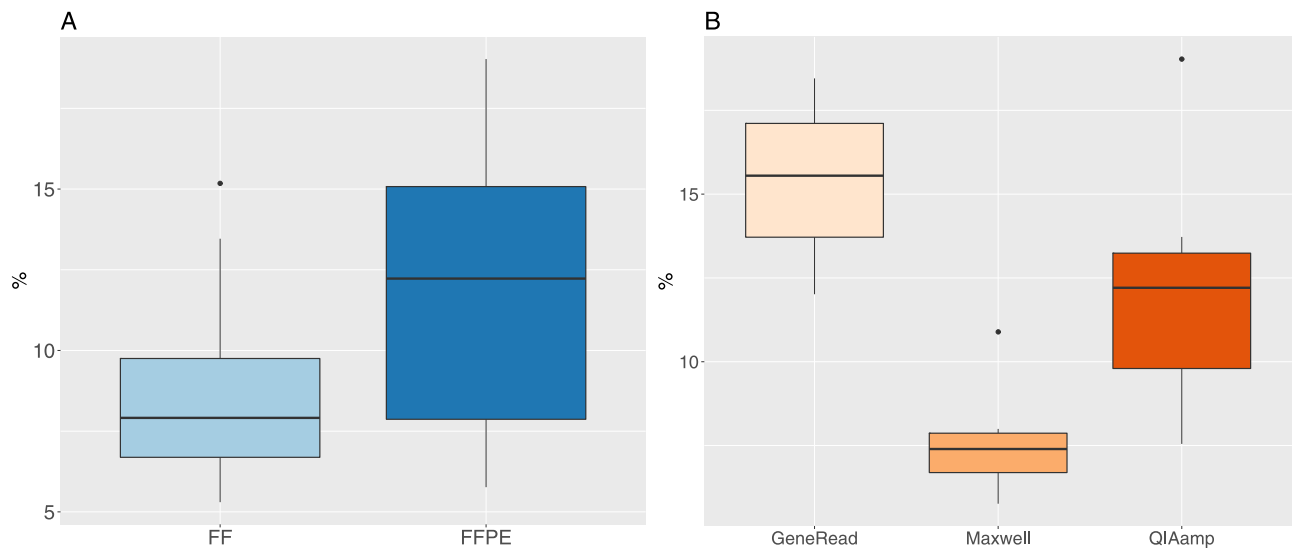 A
%
15
10
5
FF
FFPE
B
%
15
10
GeneRead
Maxwell
QIAamp